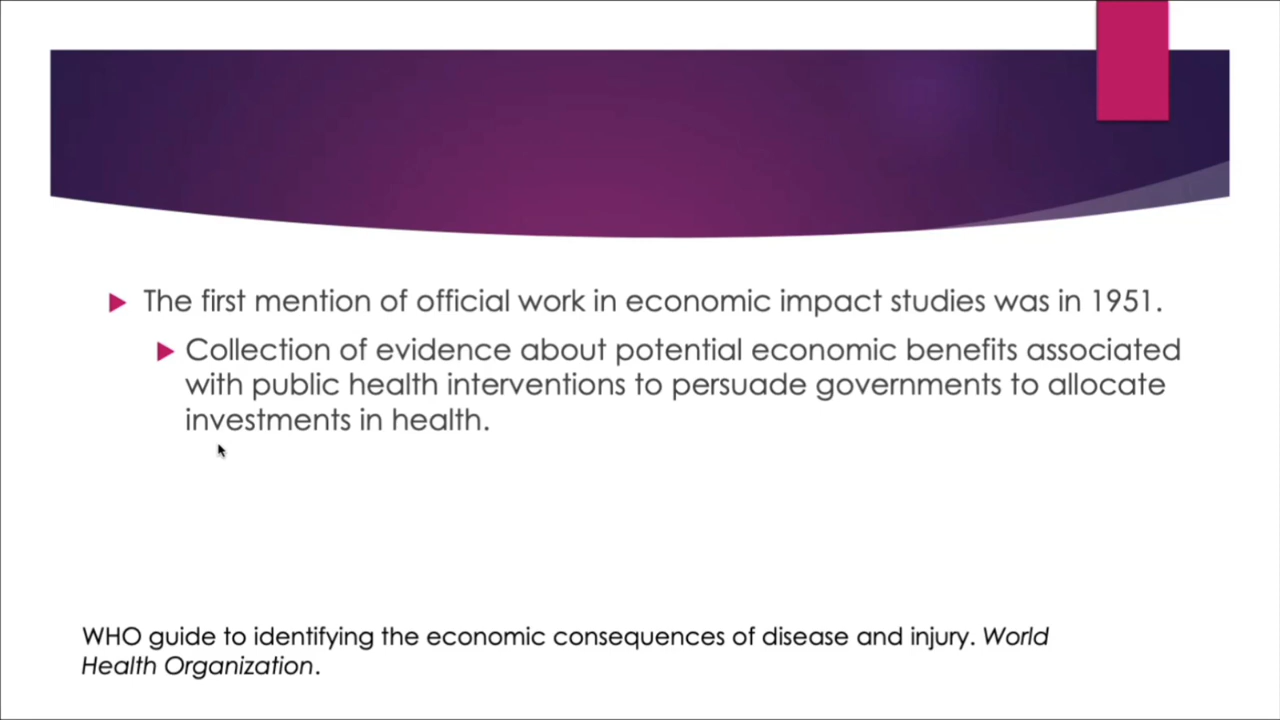 The first mention of official work in economic impact studies was in 1951.
Collection of evidence about potential economic benefits associated
with public health interventions to persuade governments to allocate
investments in health.
WHO guide to identifying the economic consequences of disease and injury. World
Health Organization.